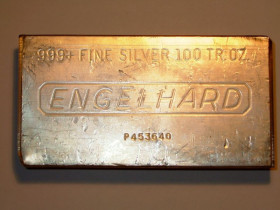 999+ FINE SILVER 100 TR.OZ.
ENGELHARD
P453640